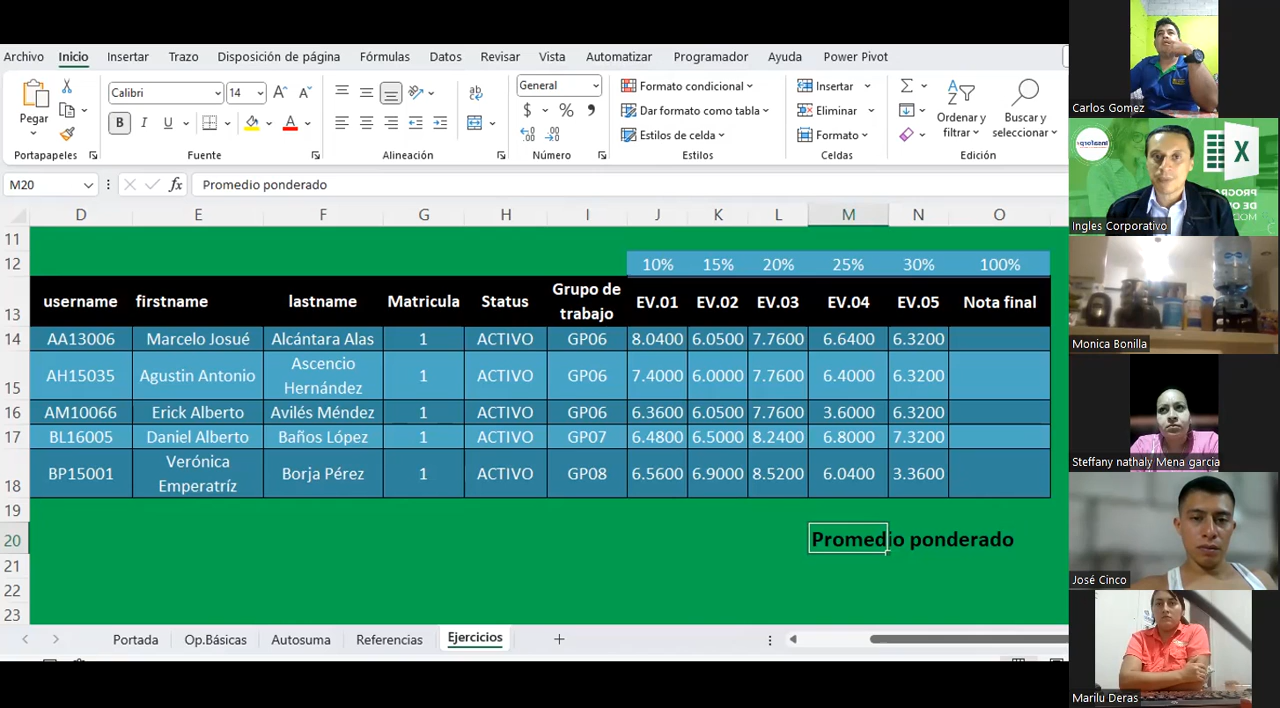 Archivo Inicio Insertar Trazo Disposición de página Fórmulas Datos Revisar Vista Automatizar Programador Ayuda Power Pivot
Pegar
Portapapeles
Calibri 14
N K S
Fuente
Alineación
General
$ % 9
Número
Formato condicional
Dar formato como tabla
Estilos de celda
Estilos
Insertar
Eliminar
Formato
Celdas
Ordenar y filtrar
Buscar y seleccionar
Edición
M20 fx Promedio ponderado
D E F G H I J K L M N O
11
12 10% 15% 20% 25% 30% 100%
13 username firstname lastname Matricula Status Grupo de trabajo EV.01 EV.02 EV.03 EV.04 EV.05 Nota final
14 AA13006 Marcelo Josué Alcántara Alas 1 ACTIVO GP06 8.0400 6.0500 7.7600 6.6400 6.3200
15 AH15035 Agustin Antonio Ascencio Hernández 1 ACTIVO GP06 7.4000 6.0000 7.7600 6.4000 6.3200
16 AM10066 Erick Alberto Avilés Méndez 1 ACTIVO GP06 6.3600 6.0500 7.7600 3.6000 6.3200
17 BL16005 Daniel Alberto Baños López 1 ACTIVO GP07 6.4800 6.5000 8.2400 6.8000 7.3200
18 BP15001 Verónica Emperatríz Borja Pérez 1 ACTIVO GP08 6.5600 6.9000 8.5200 6.0400 3.3600
19
20 Promedio ponderado
21
22
23
Portada Op.Básicas Autosuma Referencias Ejercicios
Carlos Gomez
Insaforp
X
PROGRA
DE O
COM
Ingles Corporativo
Monica Bonilla
Steffany nathaly Mena garcia
José Cinco
Marilu Deras